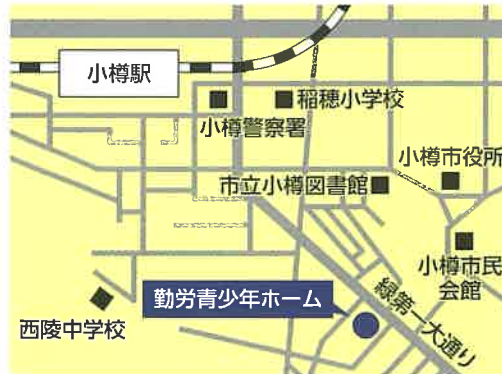 小樽駅
稲穂小学校
小樽警察署
小樽市役所
市立小樽図書館
小樽市民
会館
勤労青少年ホーム
緑第一大通り
西陵中学校